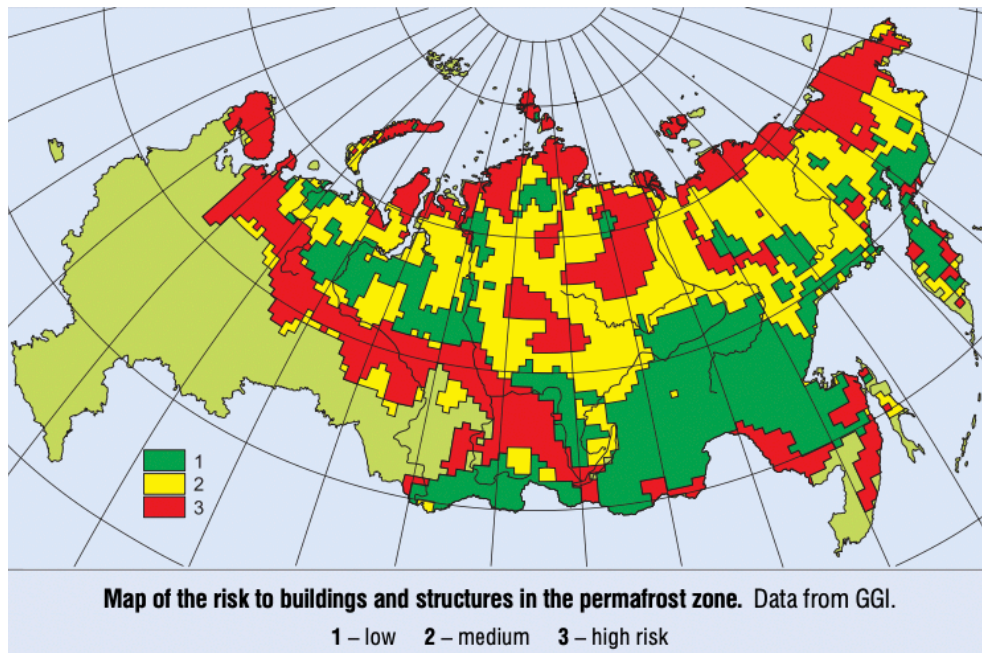 1
2
3
Map of the risk to buildings and structures in the permafrost zone. Data from GGI.
1 – low 2 – medium 3 – high risk